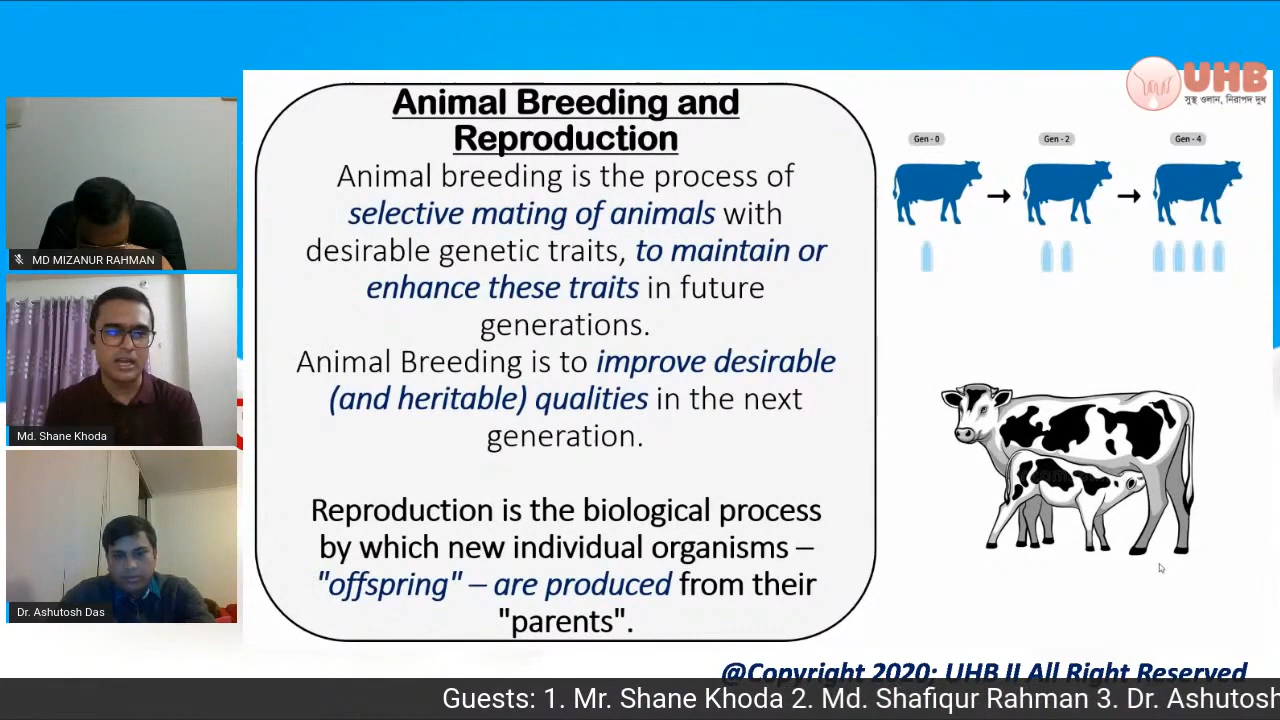 Animal Breeding and
Reproduction
Animal breeding is the process of
selective mating of animals with
desirable genetic traits, to maintain or
enhance these traits in future
generations.
Animal Breeding is to improve desirable
(and heritable) qualities in the next
generation.
Reproduction is the biological process
by which new individual organisms –
"offspring" – are produced from their
"parents".
UHB
সুস্থ ওলান, নিরাপদ দুধ
Gen - 0
Gen - 2
Gen - 4
MD MIZANUR RAHMAN
Md. Shane Khoda
Dr. Ashutosh Das
@Copyright 2020; UHB II All Right Reserved
Guests: 1. Mr. Shane Khoda 2. Md. Shafiqur Rahman 3. Dr. Ashutosh